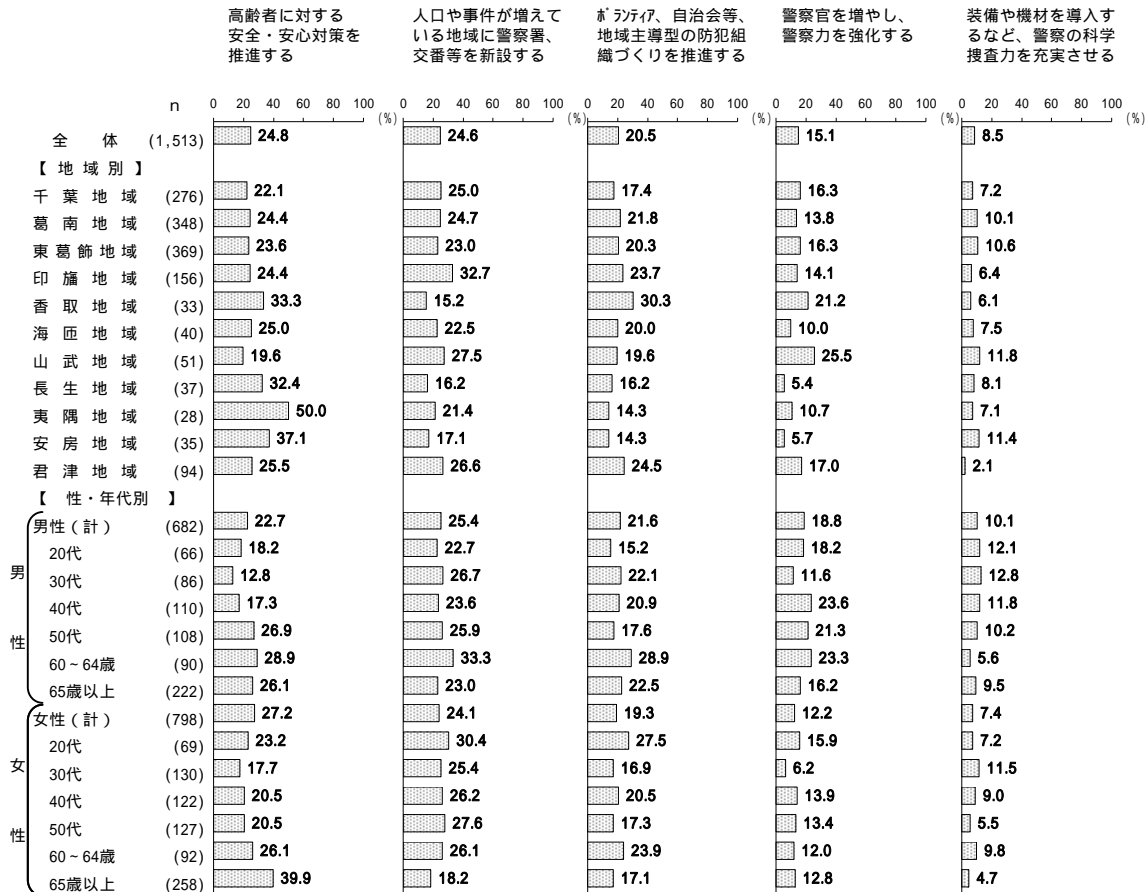 高齢者に対する
安全・安心対策を
推進する
人口や事件が増えて
いる地域に警察署、
交番等を新設する
ボランティア、自治会等、
地域主導型の防犯組
織づくりを推進する
警察官を増やし、
警察力を強化する
装備や機材を導入す
るなど、警察の科学
捜査力を充実させる
n 0 20 40 60 80 100 0 20 40 60 80 100 0 20 40 60 80 100 0 20 40 60 80 100 0 20 40 60 80 100
(%) (%) (%) (%) (%)
全体 (1,513) 24.8 24.6 20.5 15.1 8.5
【地域別】
千葉地域 (276) 22.1 25.0 17.4 16.3 7.2
葛南地域 (348) 24.4 24.7 21.8 13.8 10.1
東葛飾地域 (369) 23.6 23.0 20.3 16.3 10.6
印旛地域 (156) 24.4 32.7 23.7 14.1 6.4
香取地域 (33) 33.3 15.2 30.3 21.2 6.1
海匝地域 (40) 25.0 22.5 20.0 10.0 7.5
山武地域 (51) 19.6 27.5 19.6 25.5 11.8
長生地域 (37) 32.4 16.2 16.2 5.4 8.1
夷隅地域 (28) 50.0 21.4 14.3 10.7 7.1
安房地域 (35) 37.1 17.1 14.3 5.7 11.4
君津地域 (94) 25.5 26.6 24.5 17.0 2.1
【 性・年代別 】
男性(計) (682) 22.7 25.4 21.6 18.8 10.1
20代 (66) 18.2 22.7 15.2 18.2 12.1
男
30代 (86) 12.8 26.7 22.1 11.6 12.8
40代 (110) 17.3 23.6 20.9 23.6 11.8
性
50代 (108) 26.9 25.9 17.6 21.3 10.2
60~64歳 (90) 28.9 33.3 28.9 23.3 5.6
65歳以上 (222) 26.1 23.0 22.5 16.2 9.5
女性(計) (798) 27.2 24.1 19.3 12.2 7.4
20代 (69) 23.2 30.4 27.5 15.9 7.2
女
30代 (130) 17.7 25.4 16.9 6.2 11.5
40代 (122) 20.5 26.2 20.5 13.9 9.0
性
50代 (127) 20.5 27.6 17.3 13.4 5.5
60~64歳 (92) 26.1 26.1 23.9 12.0 9.8
65歳以上 (258) 39.9 18.2 17.1 12.8 4.7